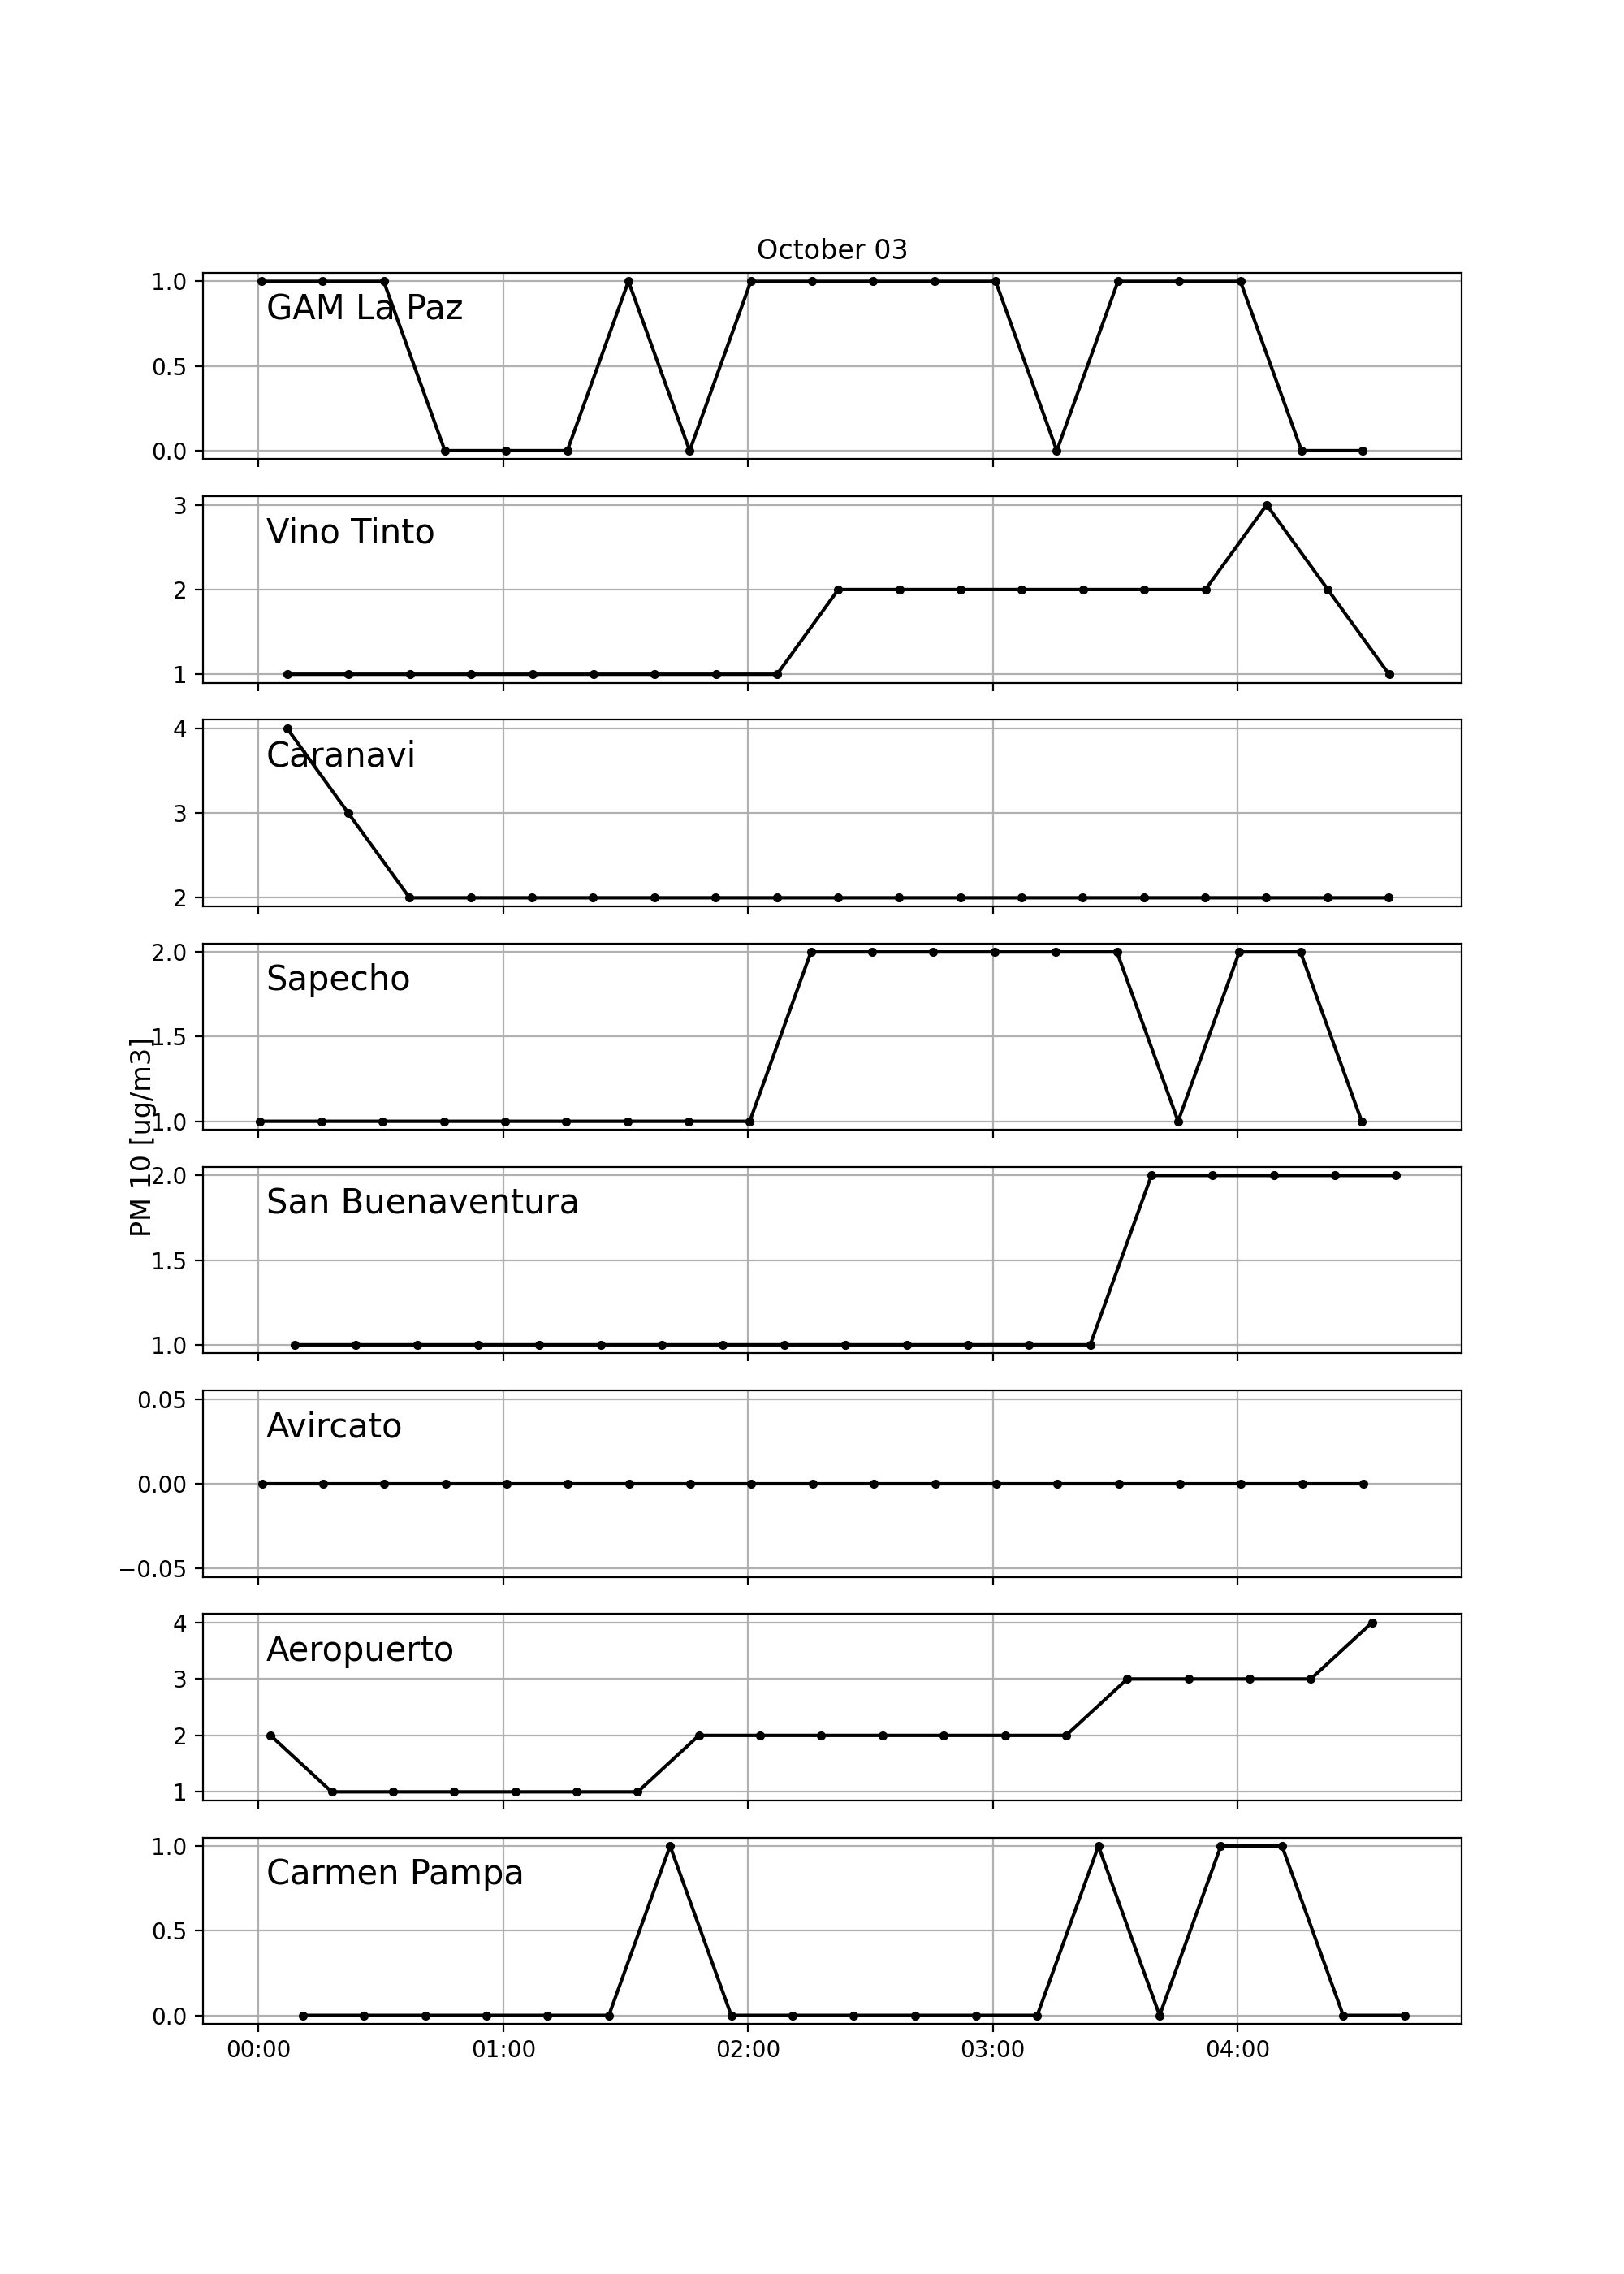 October 03
1.0
GAM La Paz
0.5
0.0
3
Vino Tinto
2
1
4
Caranavi
3
2
2.0
Sapecho
1.5
1.0
PM 10 [ug/m3]
2.0
San Buenaventura
1.5
1.0
0.05
Avircato
0.00
−0.05
4
Aeropuerto
3
2
1
1.0
Carmen Pampa
0.5
0.0
00:00 01:00 02:00 03:00 04:00